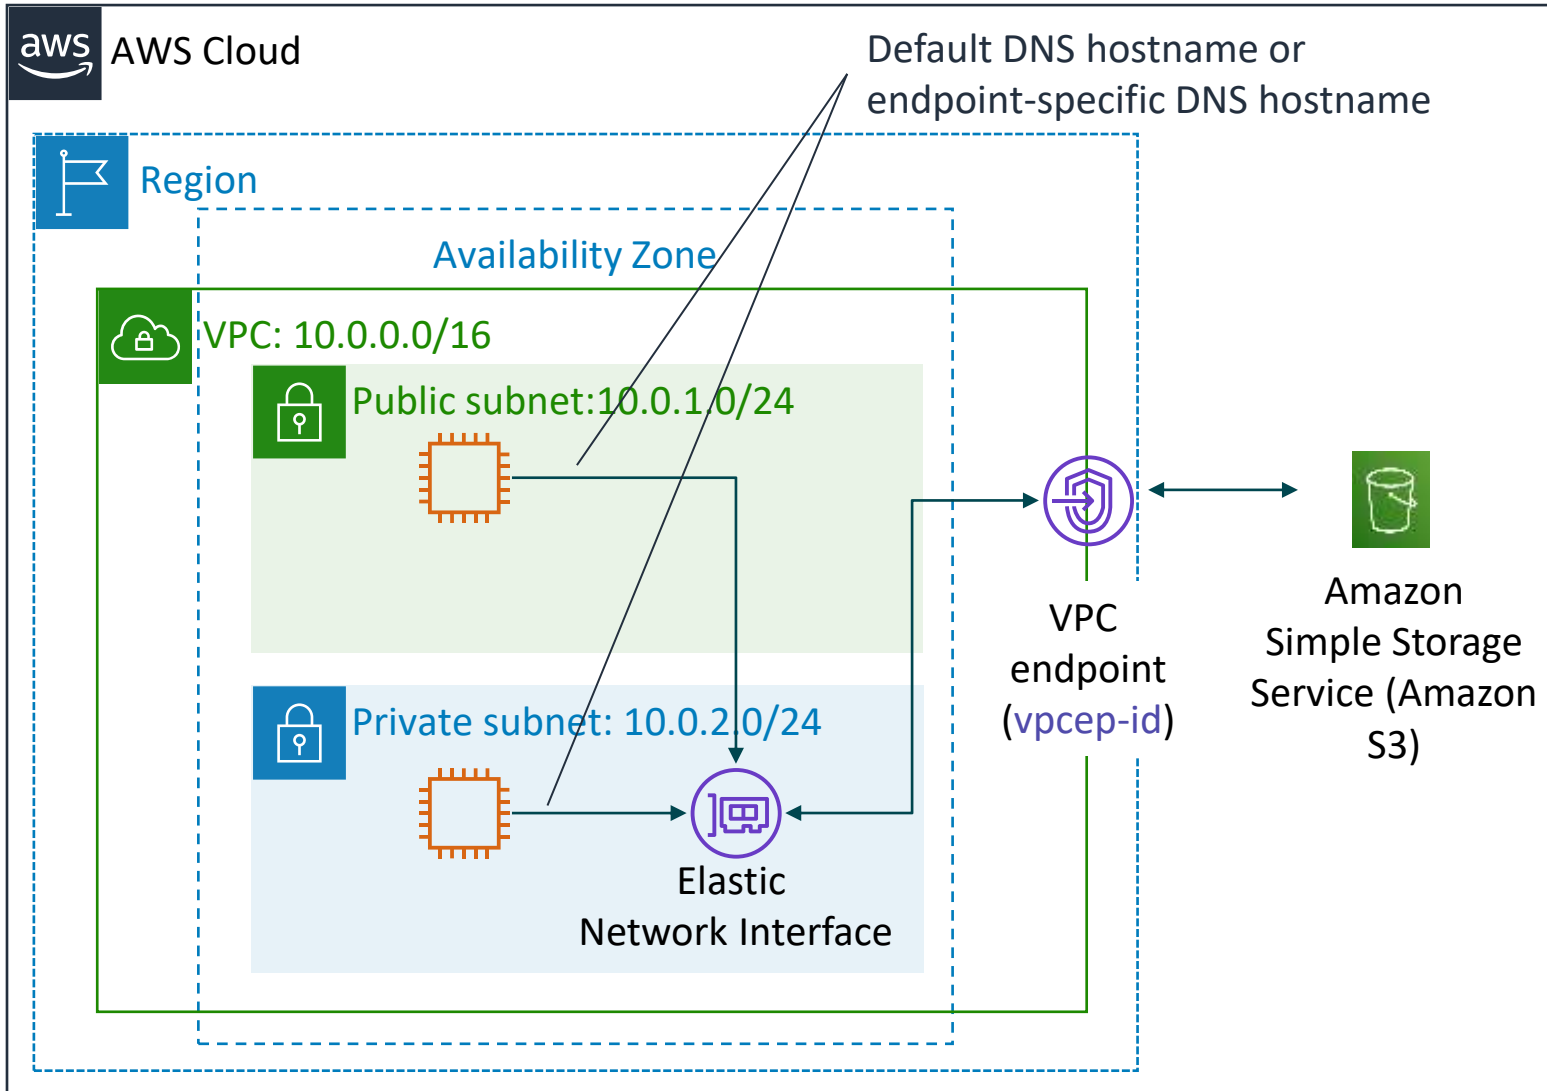 aws
AWS Cloud
Default DNS hostname or
endpoint-specific DNS hostname
Region
Availability Zone
VPC: 10.0.0.0/16
Public subnet:10.0.1.0/24
Private subnet: 10.0.2.0/24
Elastic
Network Interface
VPC
endpoint
(vpcep-id)
Amazon
Simple Storage
Service (Amazon
S3)